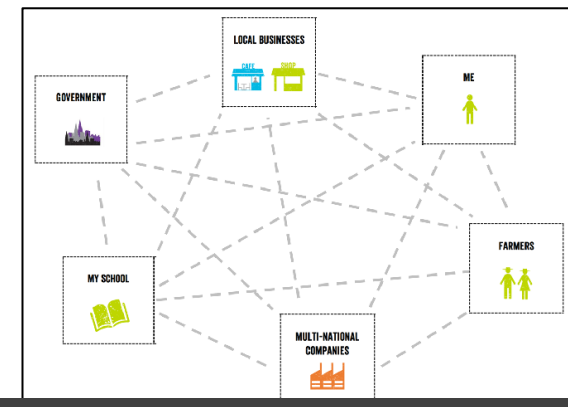 LOCAL BUSINESSES
CAFE
SHOP
ME
GOVERNMENT
FARMERS
MY SCHOOL
MULTI-NATIONAL
COMPANIES